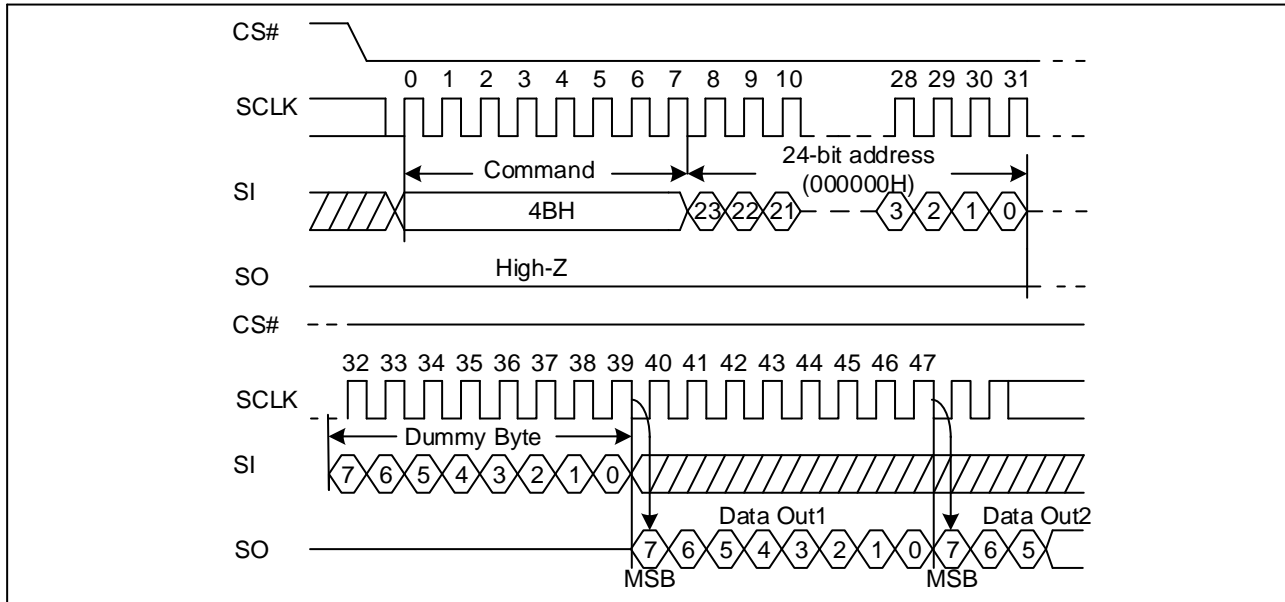 CS#
0 1 2 3 4 5 6 7 8 9 10 28 29 30 31
SCLK
Command
24-bit address
(000000H)
SI
4BH
23 22 21 3 2 1 0
SO
High-Z
CS#
32 33 34 35 36 37 38 39 40 41 42 43 44 45 46 47
SCLK
Dummy Byte
SI
7 6 5 4 3 2 1 0
Data Out1 Data Out2
SO
7 6 5 4 3 2 1 0 7 6 5
MSB MSB